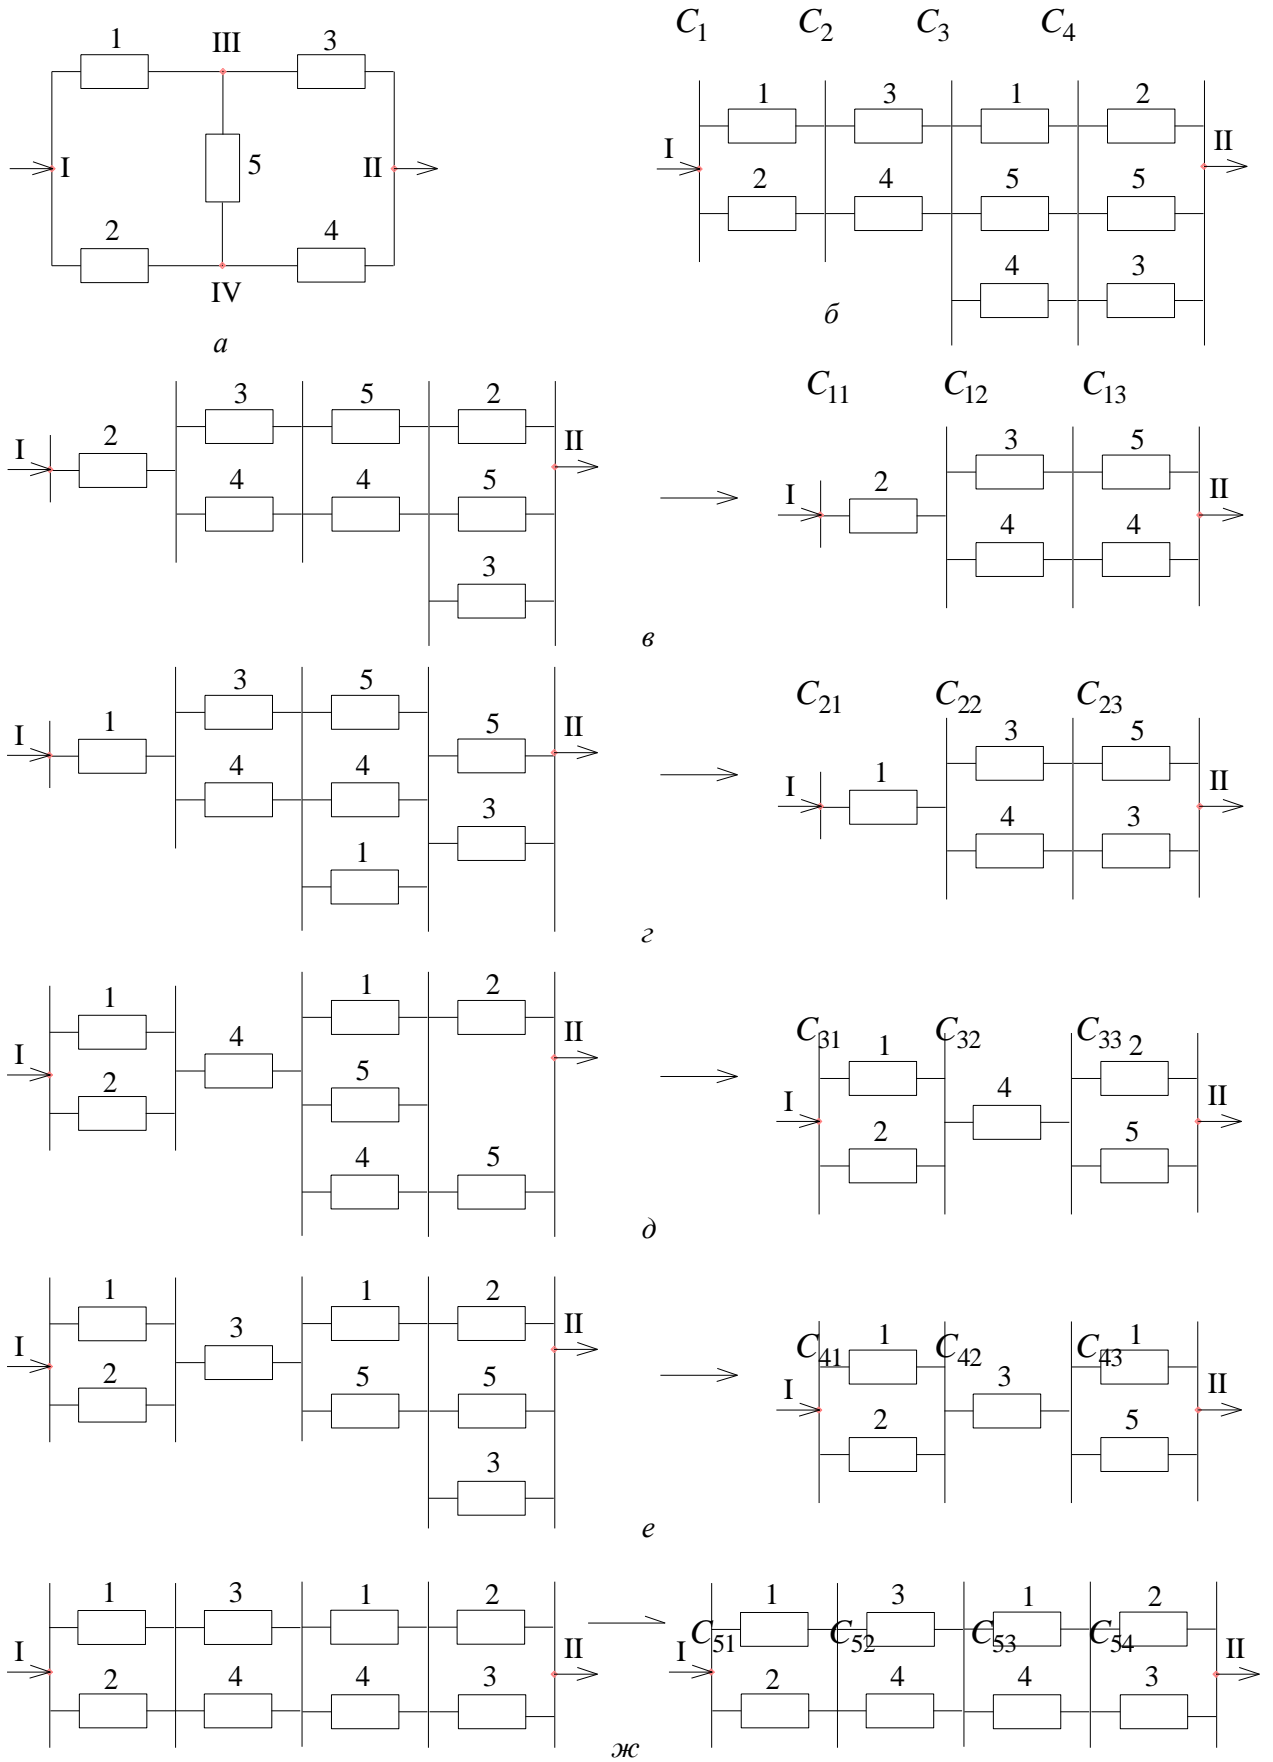 1 III 3
I 5 II
2 4
IV
а
C1 C2 C3 C4
1 3 1 2
I II
2 4 5 5
4 3
б
3 5 2
I 2 II
4 4 5
3
C11 C12 C13
3 5
I 2 II
4 4
в
3 5
I 1 5 II
4 4 3
1
C21 C22 C23
3 5
I 1 II
4 3
г
1 1 2
I 4 II
2 5
4 5
C31 C32 C33
1 2
I 4 II
2 5
д
1 1 2
I 3 II
2 5 5
3
C41 C42 C43
1 1
I 3 II
2 5
е
1 3 1 2
I II
2 4 4 3
1 3 1 2
C51 C52 C53 C54
I II
2 4 4 3
ж